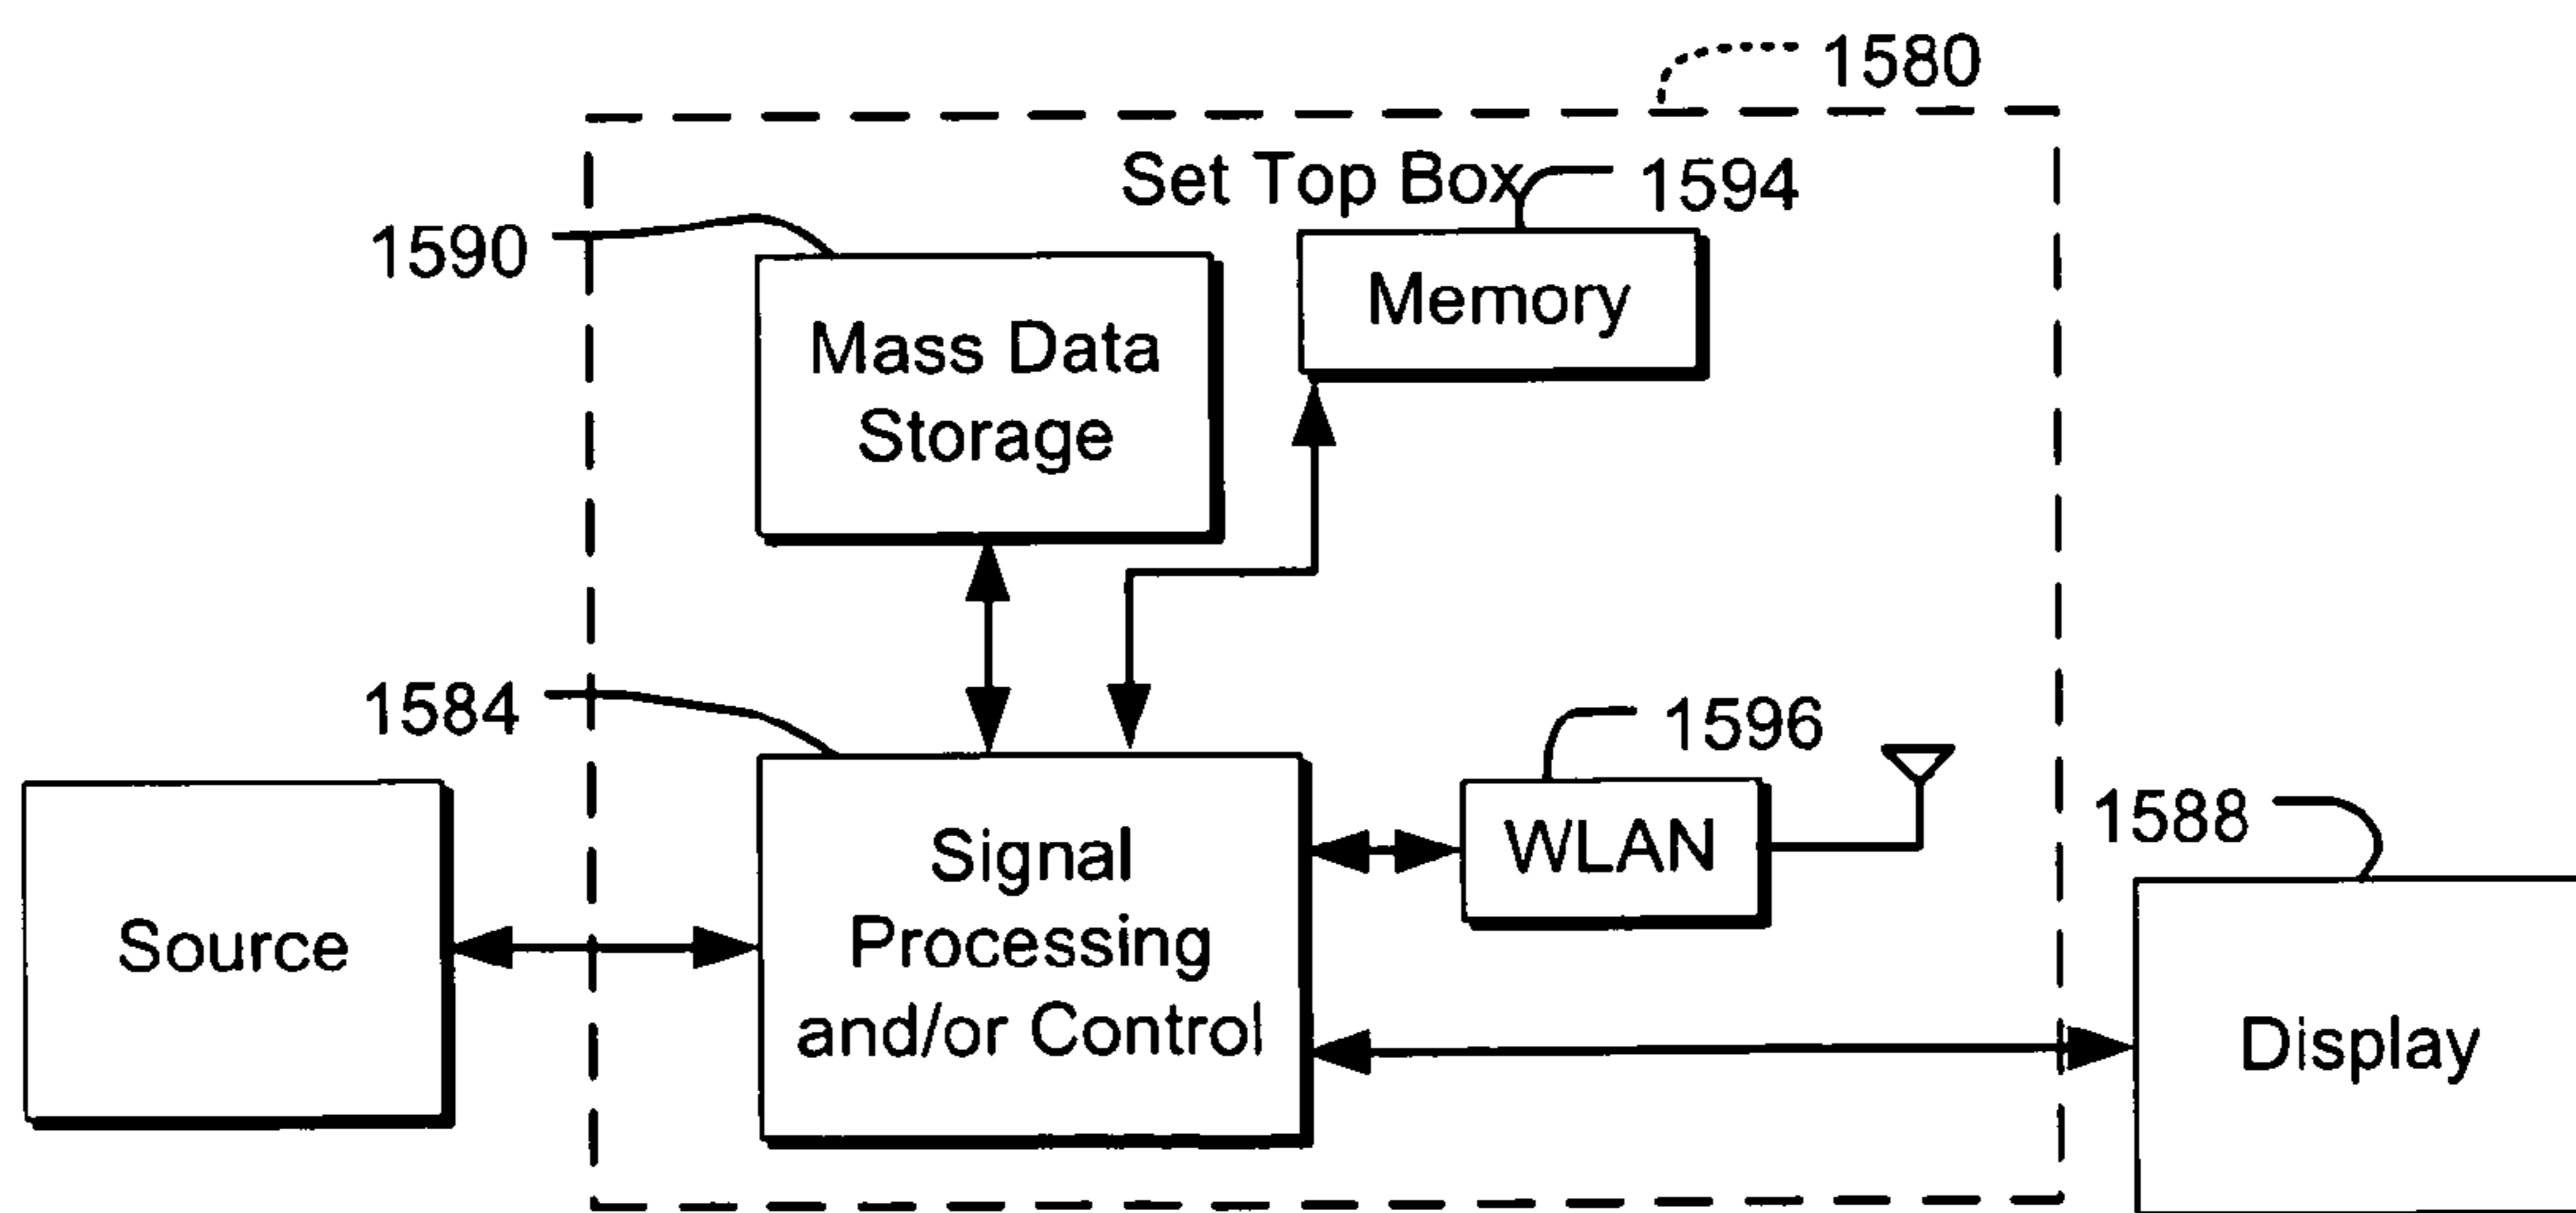 1580
Set Top Box
1594
1590
Memory
Mass Data
Storage
1584
1596
1588
Signal
Processing
and/or Control
WLAN
Source
Display